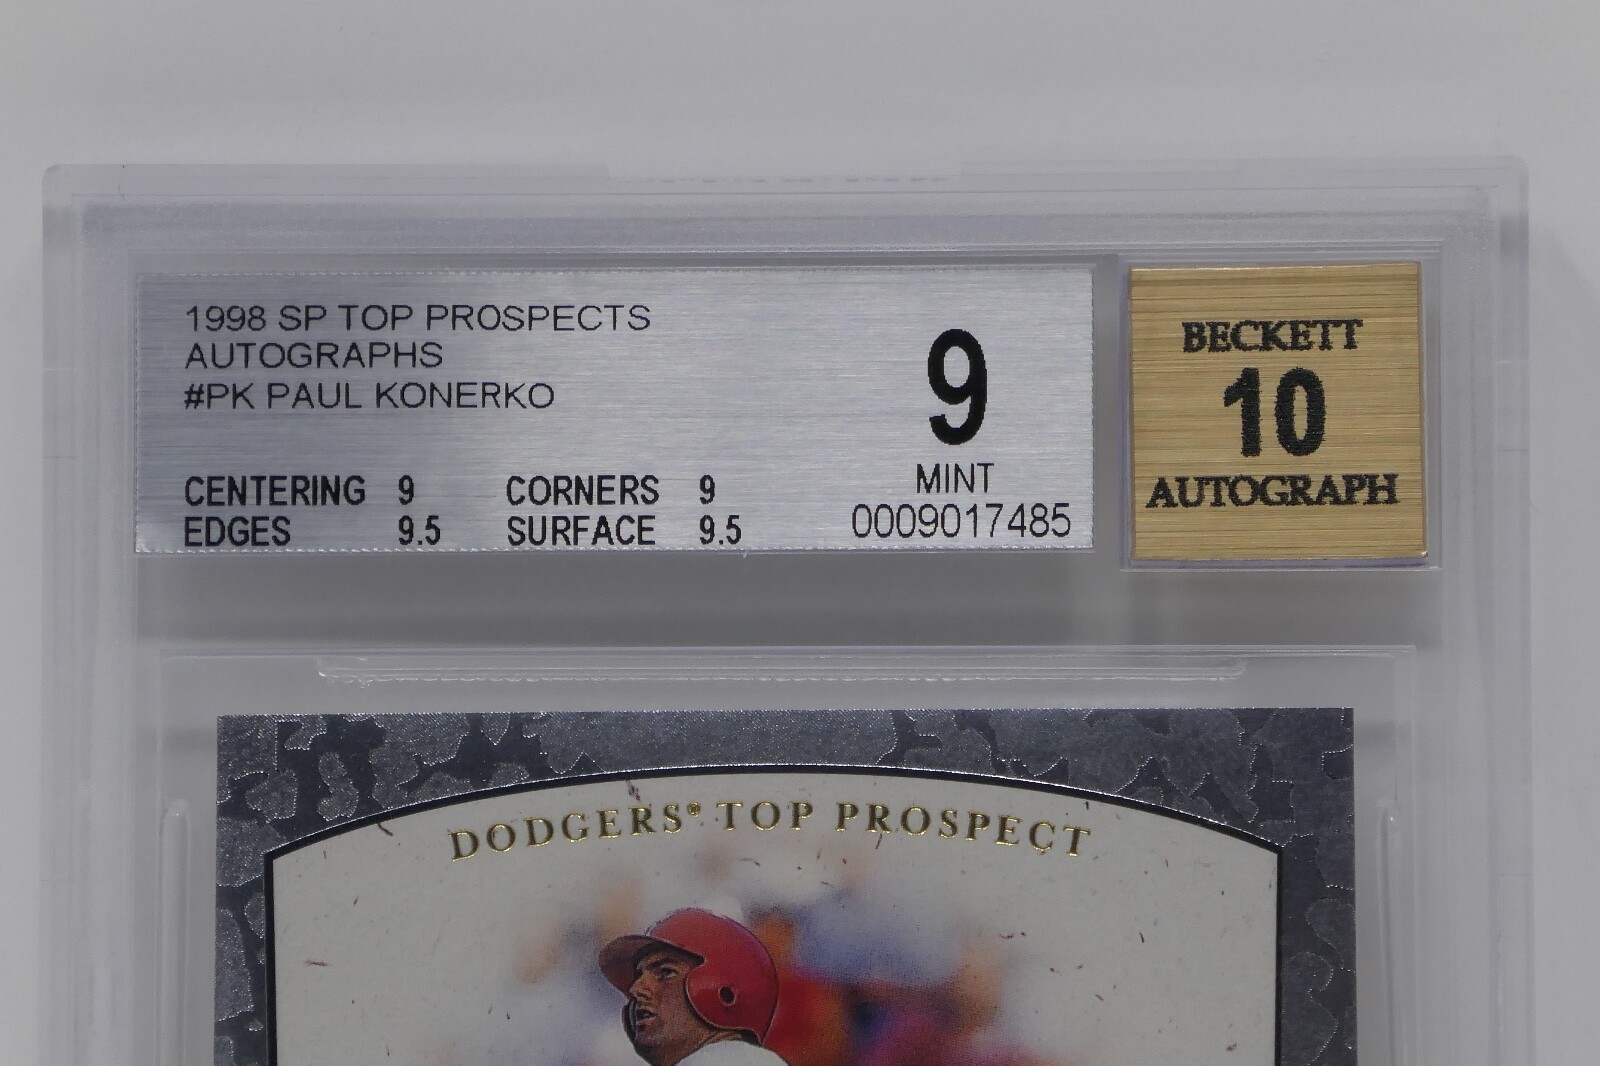 1998 SP TOP PROSPECTS
AUTOGRAPHS
#PK PAUL KONERKO
CENTERING 9 CORNERS 9
EDGES 9.5 SURFACE 9.5
9
MINT
0009017485
BECKETT
10
AUTOGRAPH
DODGERS® TOP PROSPECT